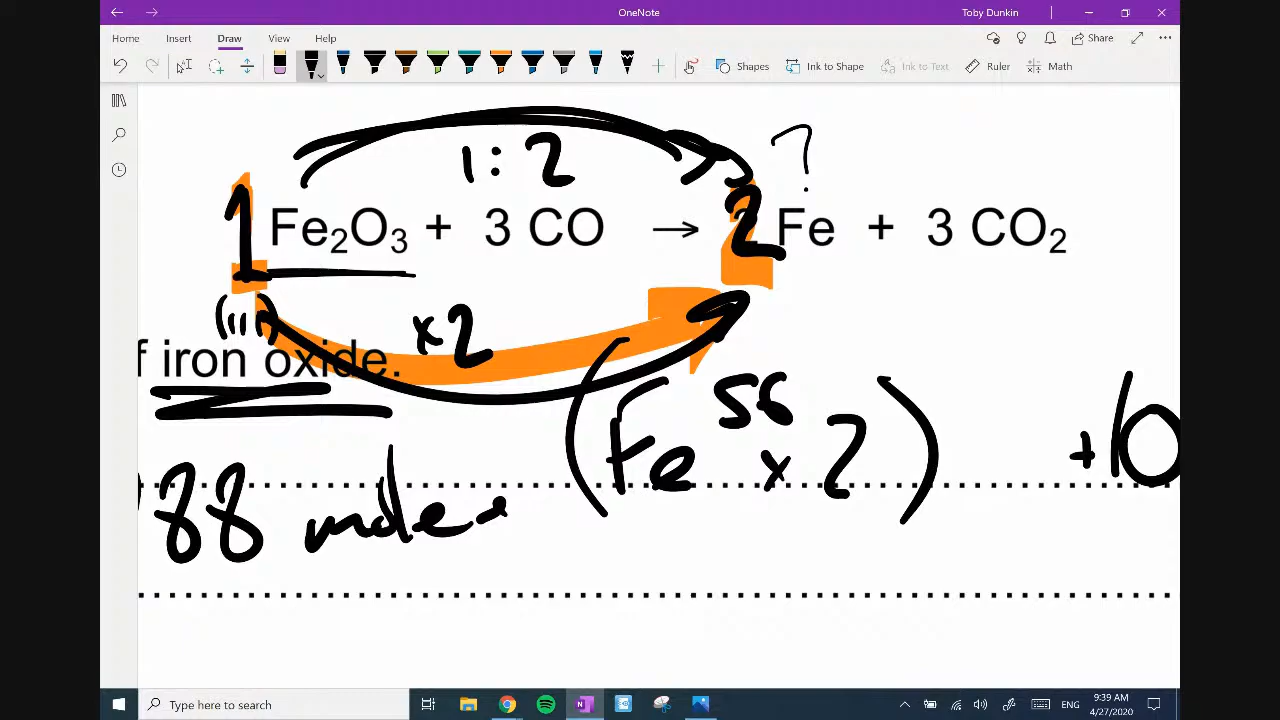 OneNote
Toby Dunkin
Home Insert Draw View Help
Share
Shapes Ink to Shape Ink to Text Ruler Math
1:2 ?
1 Fe₂O₃ + 3 CO → 2 Fe + 3 CO₂
x2
f iron oxide.
88 moles (Fe 56 x 2) + (O
Type here to search
ENG
9:39 AM
4/27/2020